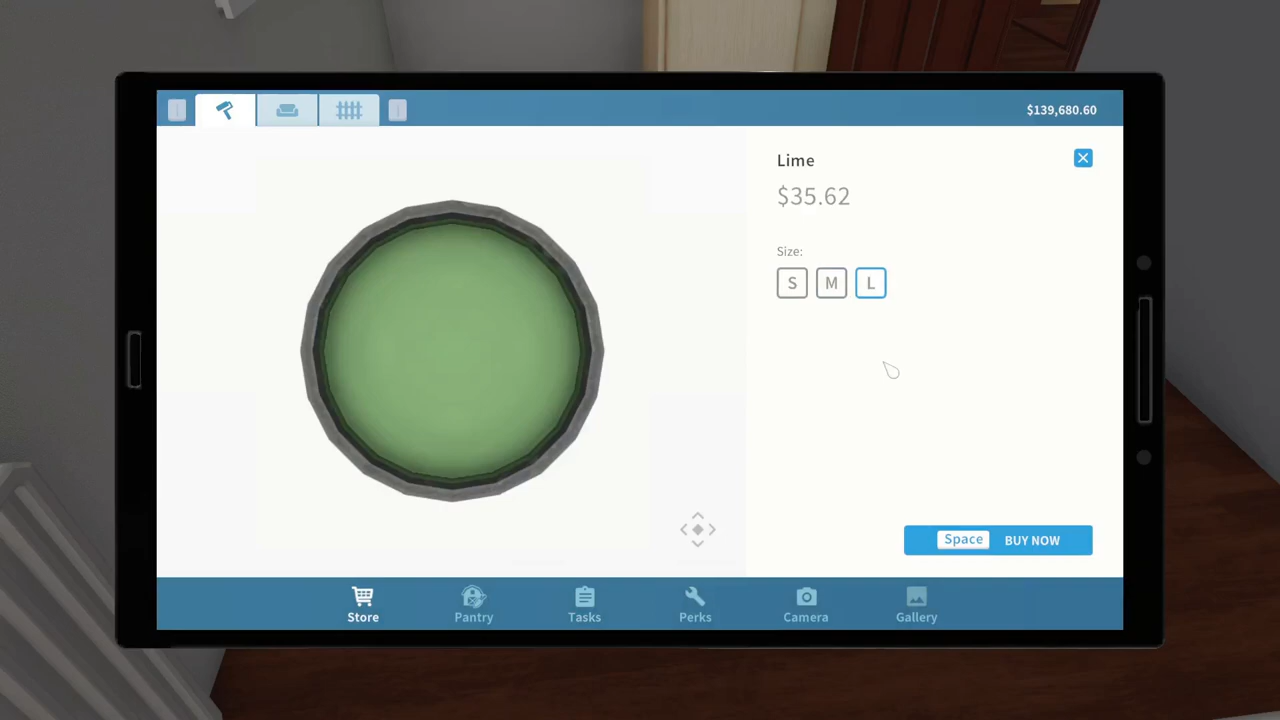 $139,680.60
Lime
$35.62
Size:
S M L
Space BUY NOW
Store Pantry Tasks Perks Camera Gallery